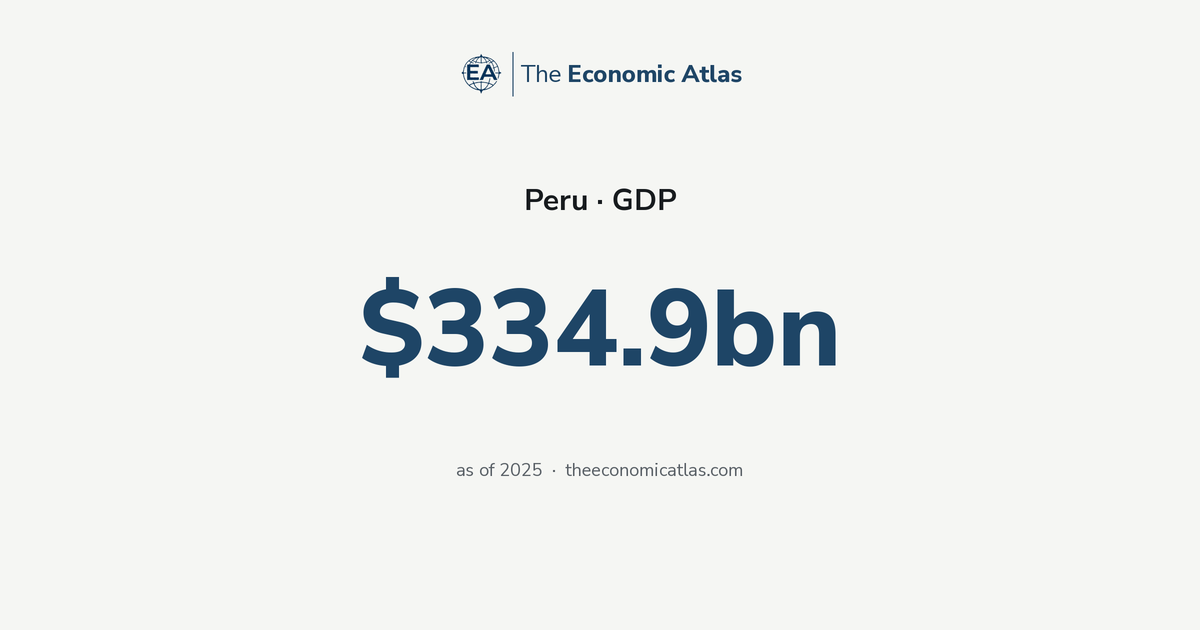 EA The Economic Atlas
Peru · GDP
$334.9bn
as of 2025 · theeconomicatlas.com